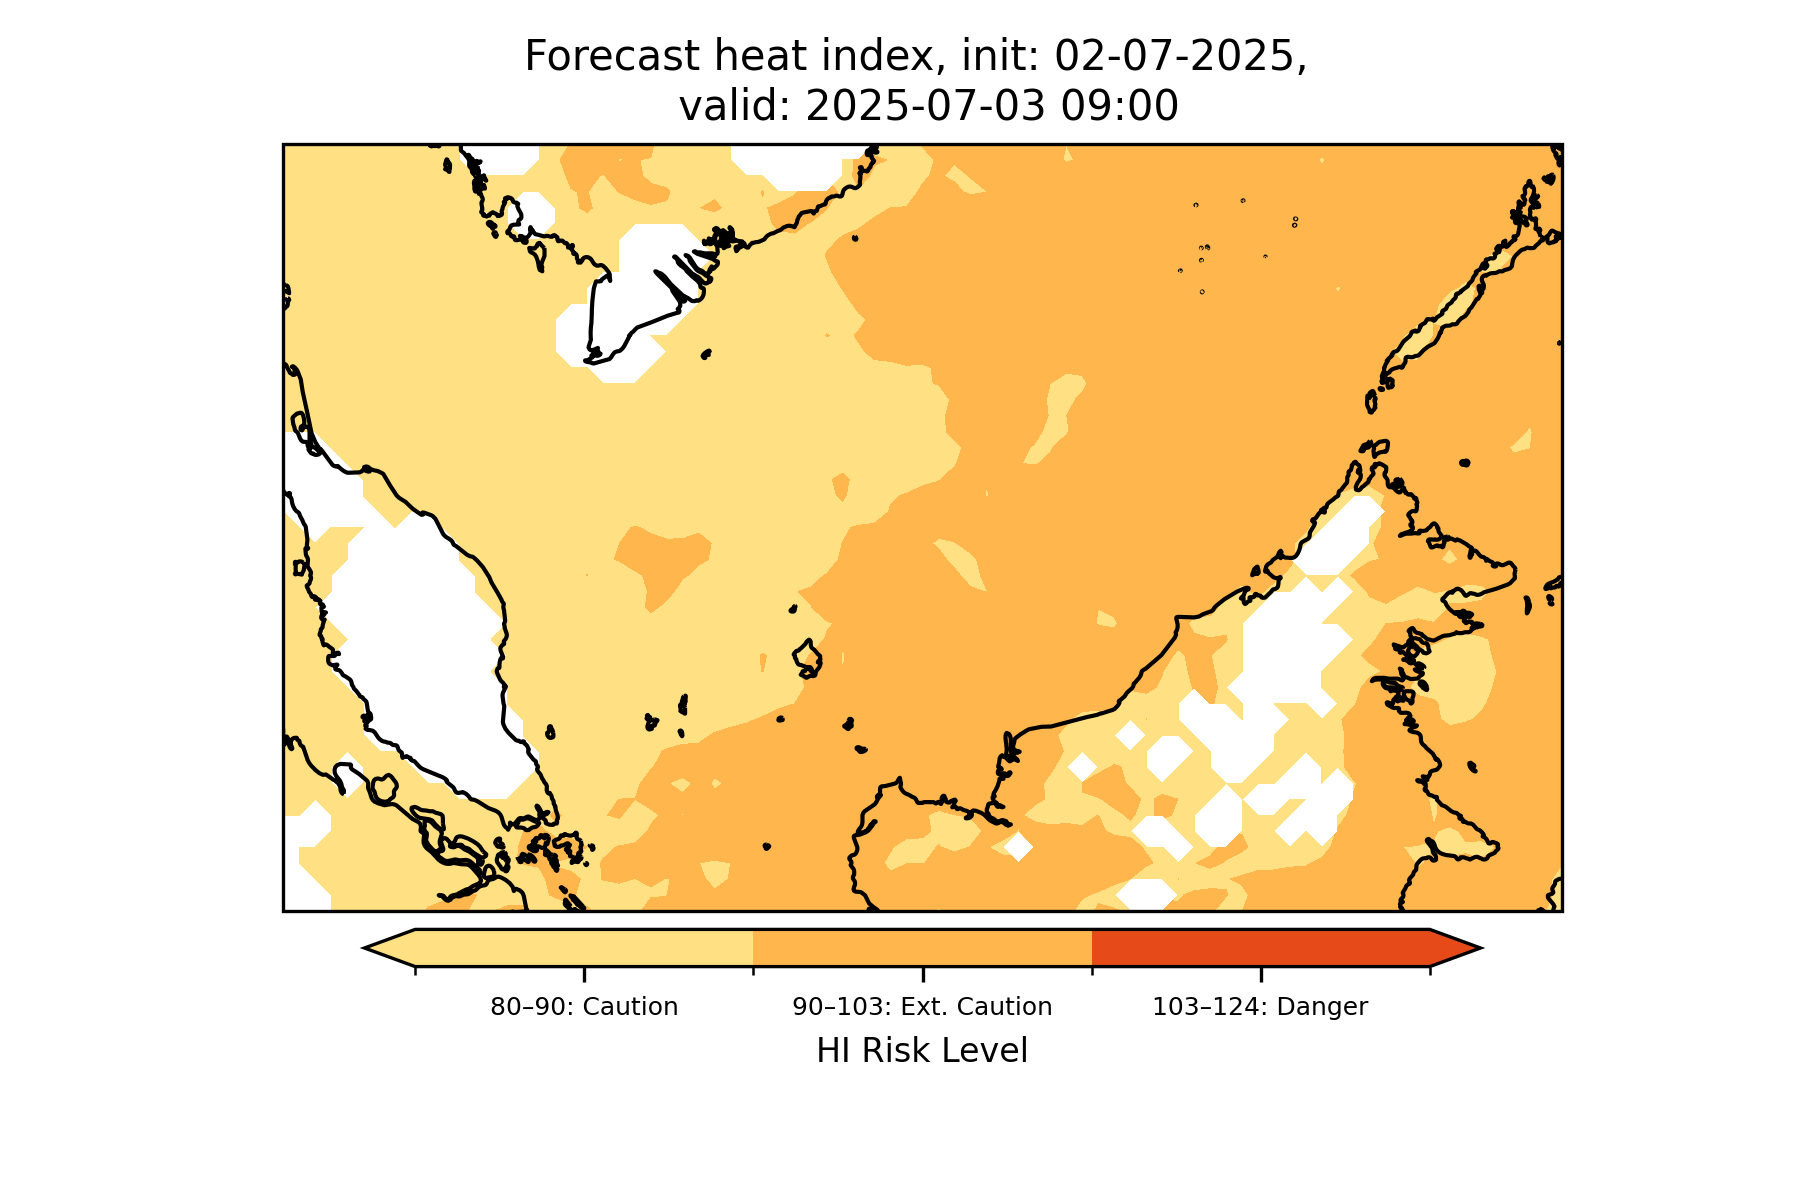 Forecast heat index, init: 02-07-2025,
valid: 2025-07-03 09:00
80–90: Caution
90–103: Ext. Caution
103–124: Danger
HI Risk Level